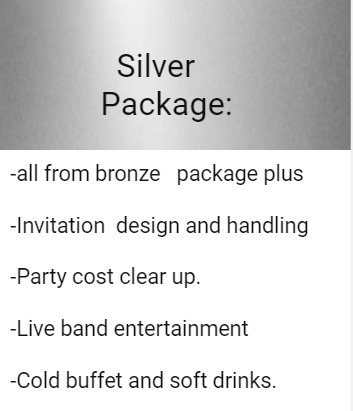 Silver
Package:
-all from bronze   package plus
-Invitation  design and handling
-Party cost clear up.
-Live band entertainment
-Cold buffet and soft drinks.